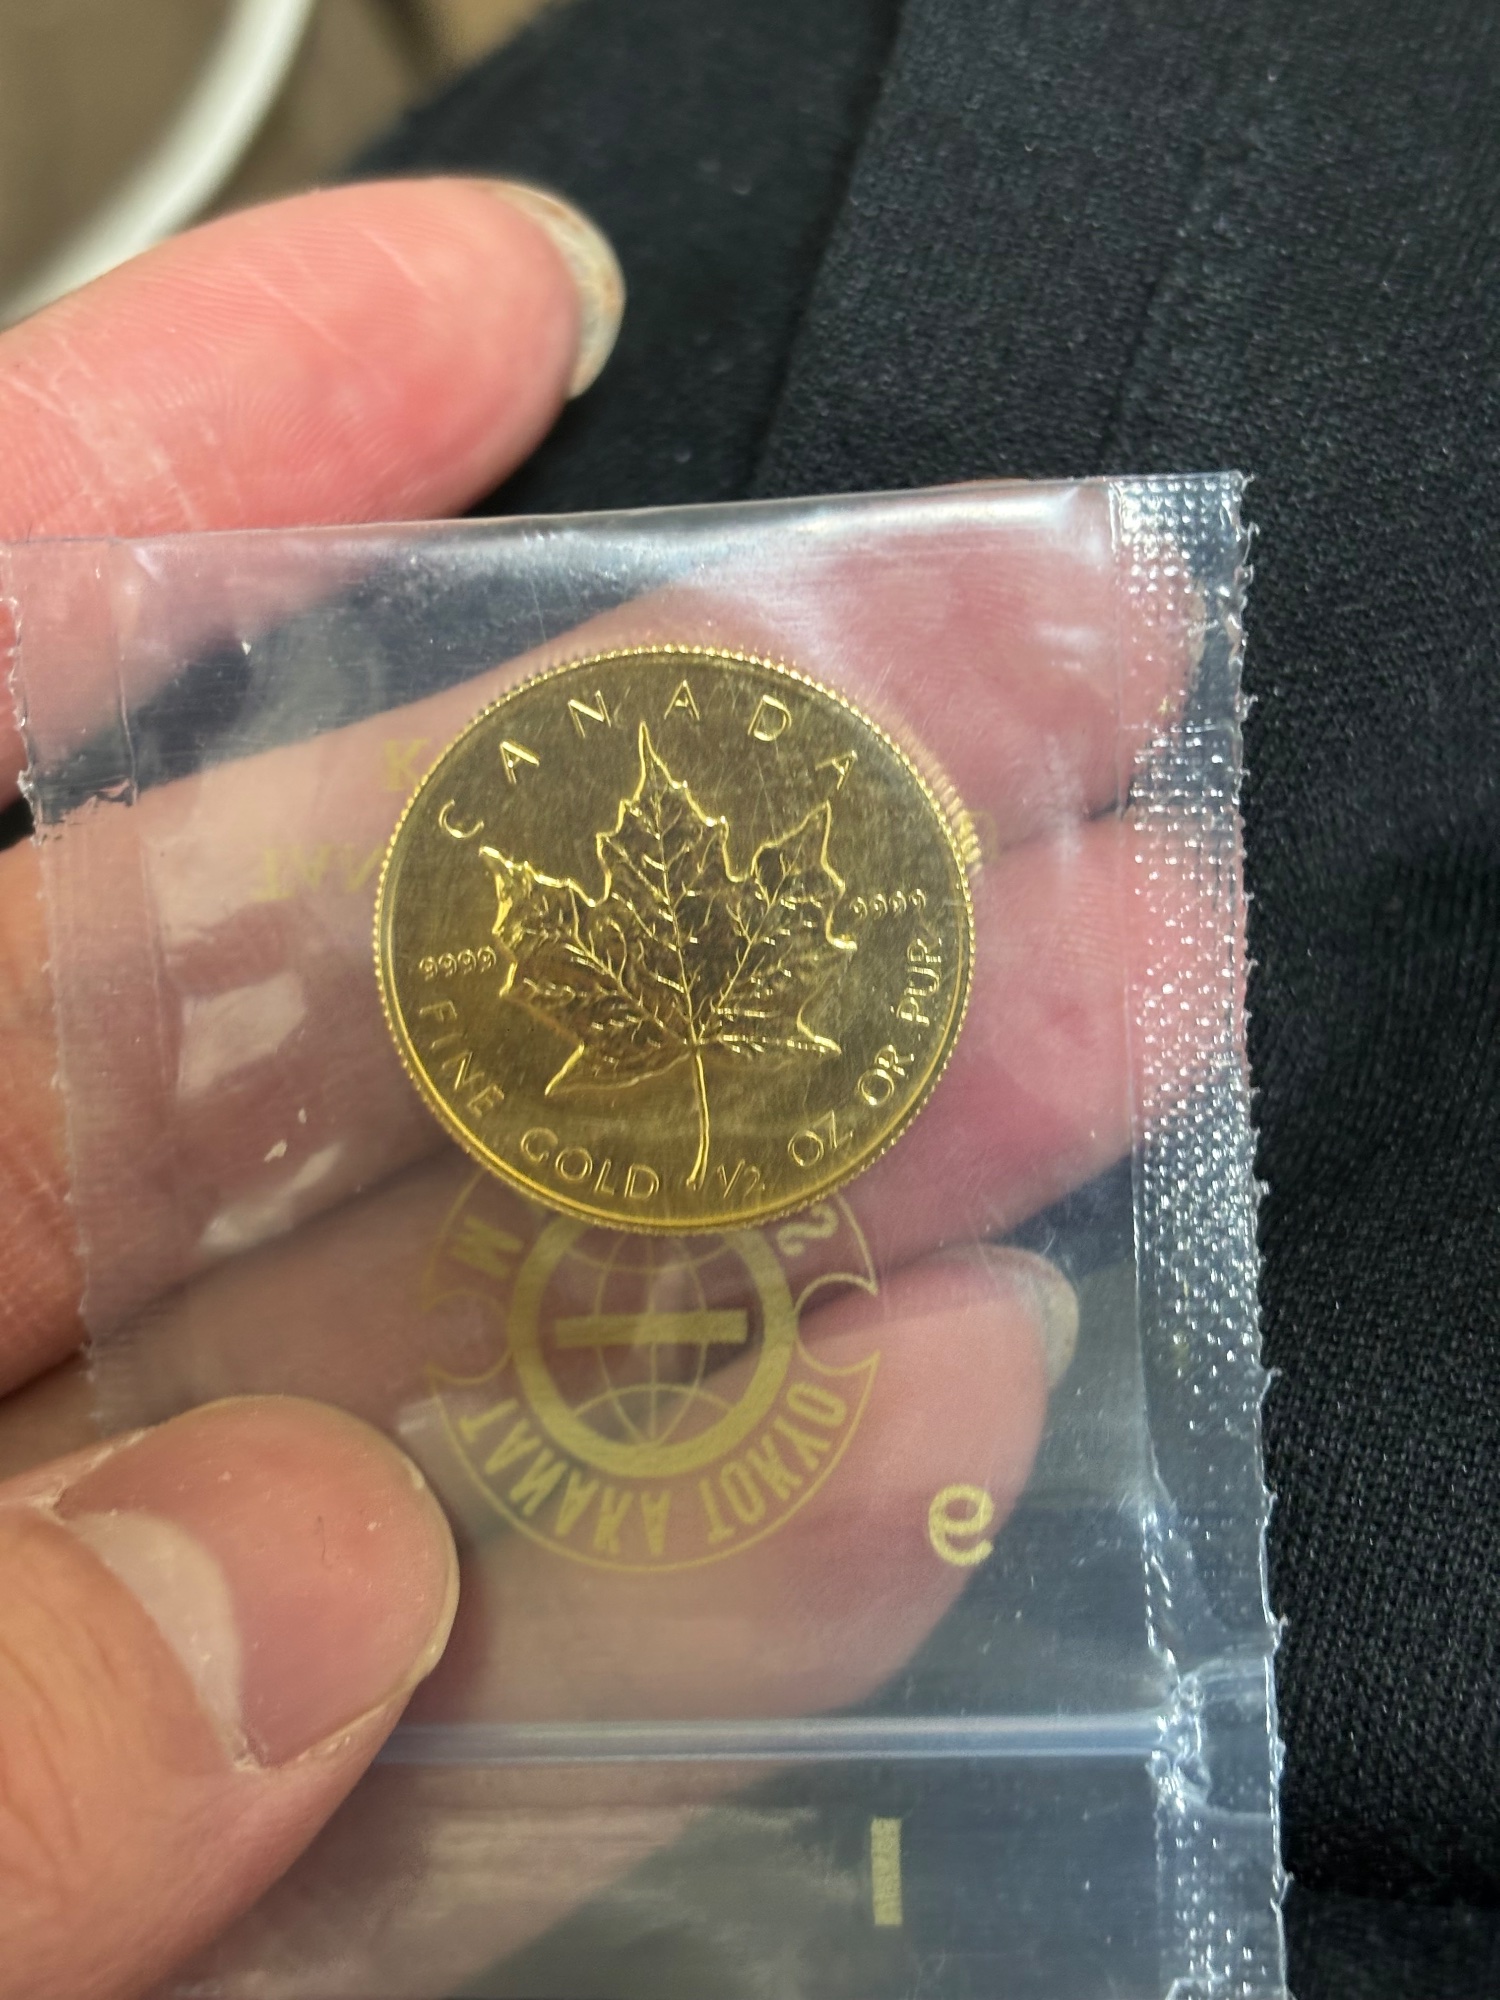 CANADA
9999
9999
FINE GOLD 1/2 OZ OR PUR
TANAKA TOKYO